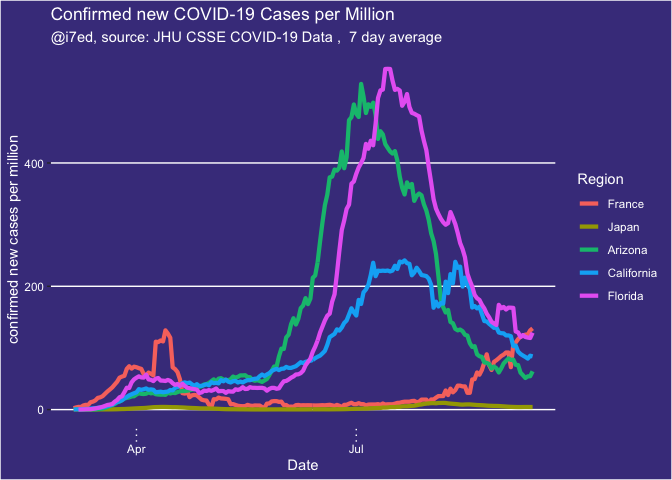 Confirmed new COVID-19 Cases per Million
@i7ed, source: JHU CSSE COVID-19 Data ,  7 day average
confirmed new cases per million
400
200
0
Apr
Jul
Date
Region
France
Japan
Arizona
California
Florida